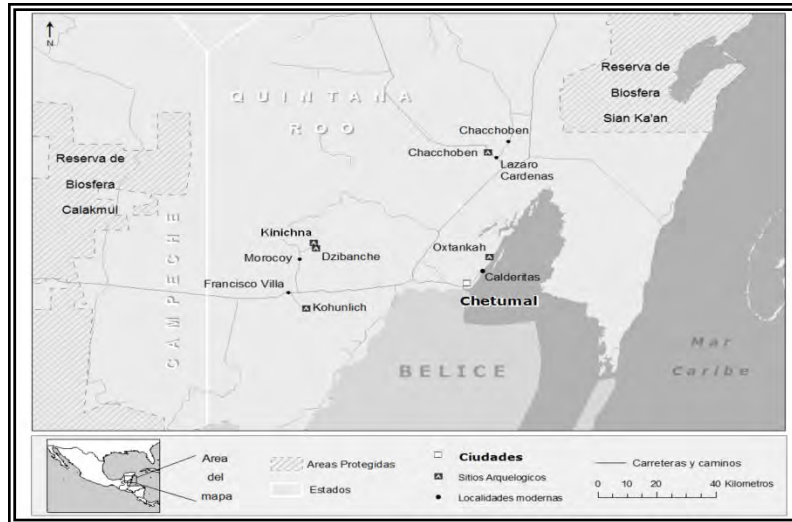 N
QUINTANA
ROO
Reserva de
Biosfera
Sian Ka'an
Chacchoben
Chacchoben
Lazaro
Cardenas
Reserva de
Biosfera
Calakmul
Kinichna
Dzibanche
Morocoy
Oxtankah
Calderitas
Francisco Villa
Chetumal
Kohunlich
CAMPECHE
BELICE
Mar
Caribe
Area
del
mapa
Areas Protegidas
Estados
Ciudades
Sitios Arquelogicos
Localidades modernas
Carreteras y caminos
0 10 20 40 Kilometros